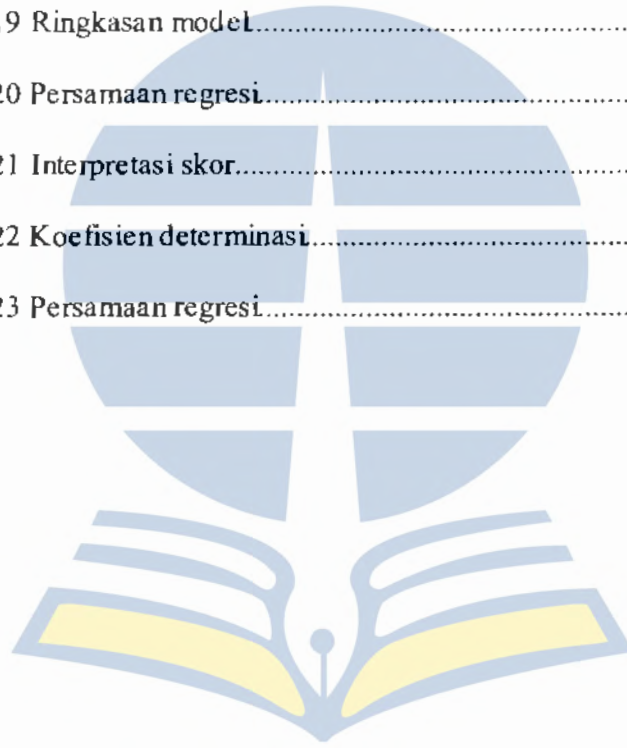 9 Ringkasan model.......................................................
20 Persamaan regresi.......................................................
21 Interpretasi skor.......................................................
22 Koefisien determinasi.......................................................
23 Persamaan regresi.......................................................